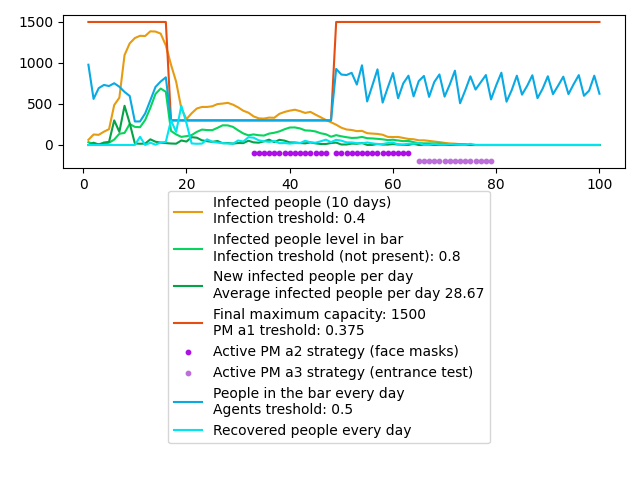 1500
1000
500
0
0 20 40 60 80 100
Infected people (10 days)
Infection treshold: 0.4
Infected people level in bar
Infection treshold (not present): 0.8
New infected people per day
Average infected people per day 28.67
Final maximum capacity: 1500
PM a1 treshold: 0.375
Active PM a2 strategy (face masks)
Active PM a3 strategy (entrance test)
People in the bar every day
Agents treshold: 0.5
Recovered people every day